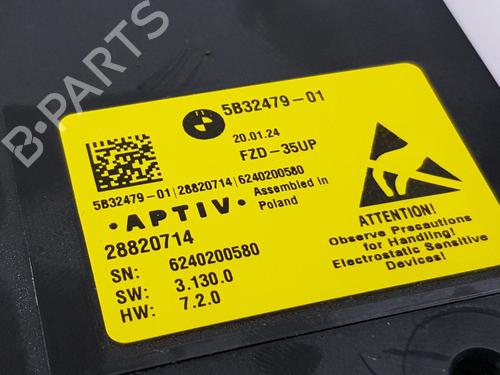 B-PARTS
5B32479-01
20.01.24
FZD-35UP
5B32479-01|28820714|6240200580
•APTIV•
Assembled in
Poland
28820714
SN: 6240200580
SW: 3.130.0
HW: 7.2.0
ATTENTION!
Observe Precautions
for Handling!
Electrostatic Sensitive
Devices!